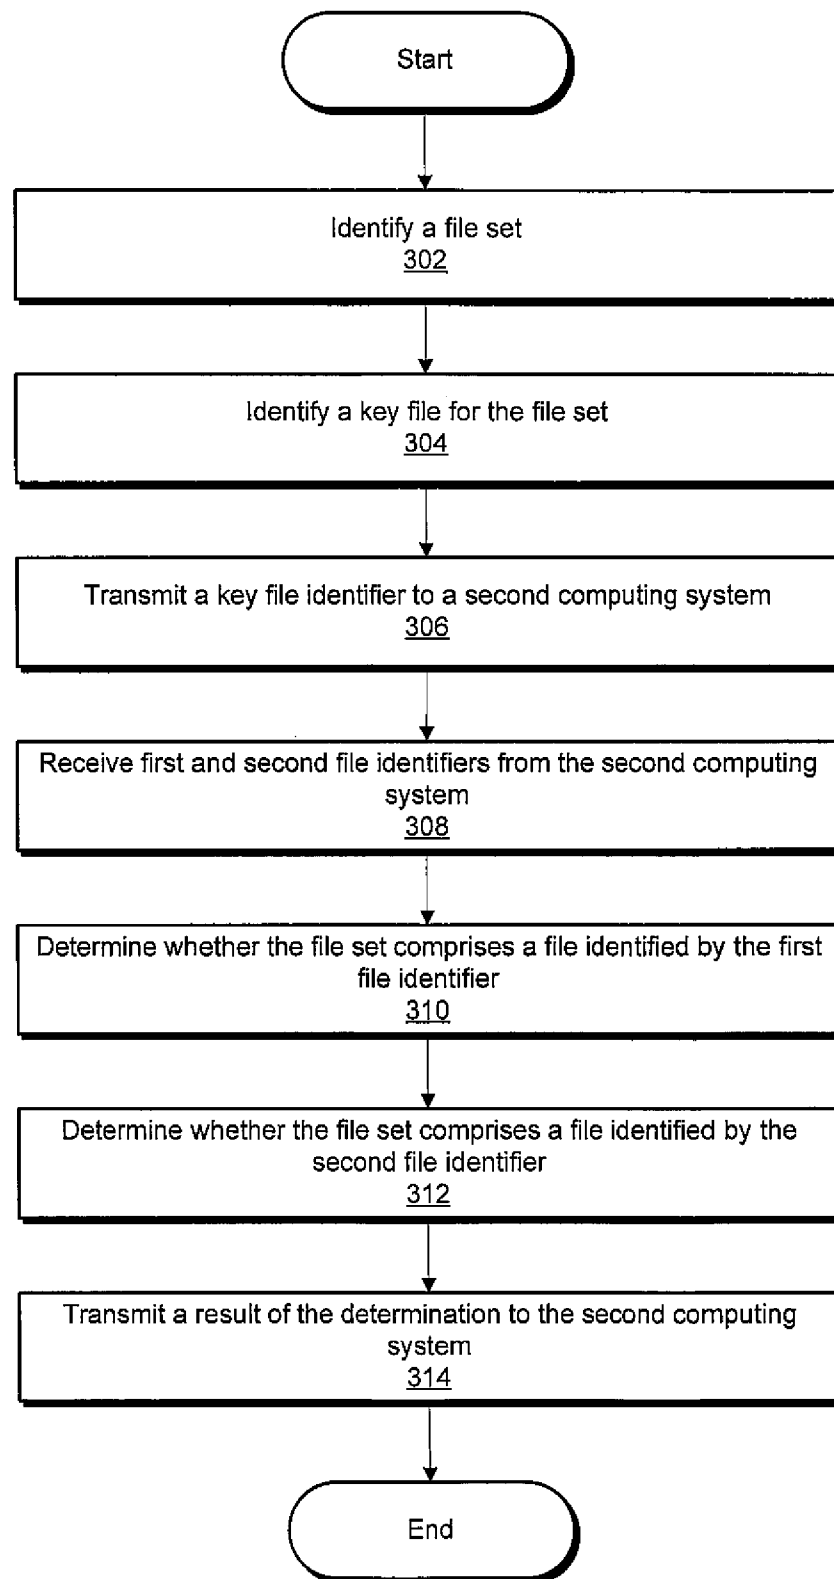 Start
Identify a file set
302
Identify a key file for the file set
304
Transmit a key file identifier to a second computing system
306
Receive first and second file identifiers from the second computing
system
308
Determine whether the file set comprises a file identified by the first
file identifier
310
Determine whether the file set comprises a file identified by the
second file identifier
312
Transmit a result of the determination to the second computing
system
314
End